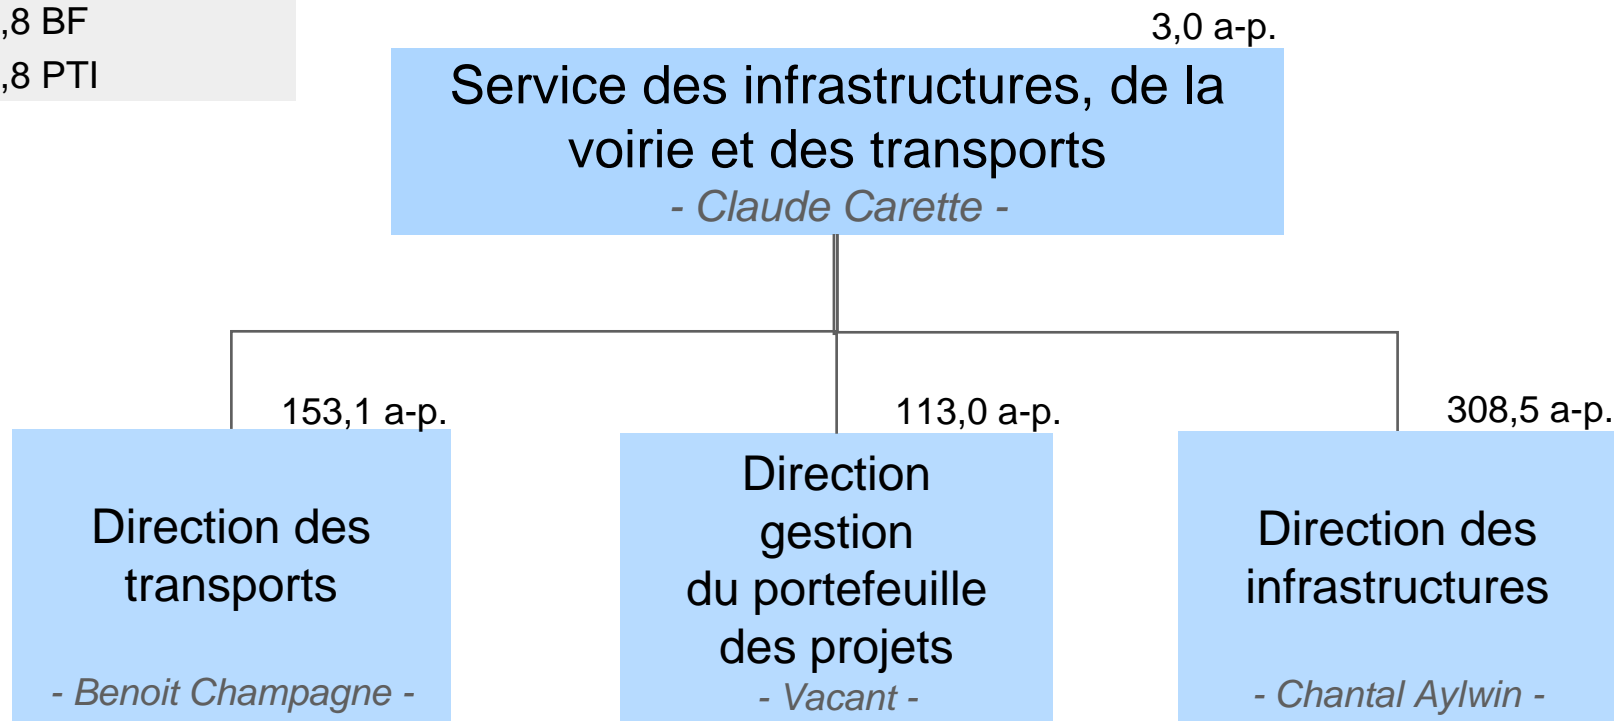 ,8 BF
,8 PTI
3,0 a-p.
Service des infrastructures, de la
voirie et des transports
- Claude Carette -
153,1 a-p.
Direction des
transports
- Benoit Champagne -
113,0 a-p.
Direction
gestion
du portefeuille
des projets
- Vacant -
308,5 a-p.
Direction des
infrastructures
- Chantal Aylwin -